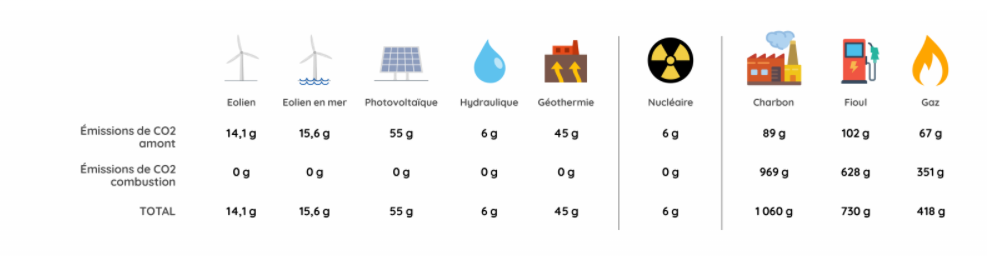 Eolien Eolien en mer Photovoltaïque Hydraulique Géothermie Nucléaire Charbon Fioul Gaz
Émissions de CO2
amont
14,1 g 15,6 g 55 g 6 g 45 g 6 g 89 g 102 g 67 g
Émissions de CO2
combustion
0 g 0 g 0 g 0 g 0 g 0 g 969 g 628 g 351 g
TOTAL 14,1 g 15,6 g 55 g 6 g 45 g 6 g 1 060 g 730 g 418 g